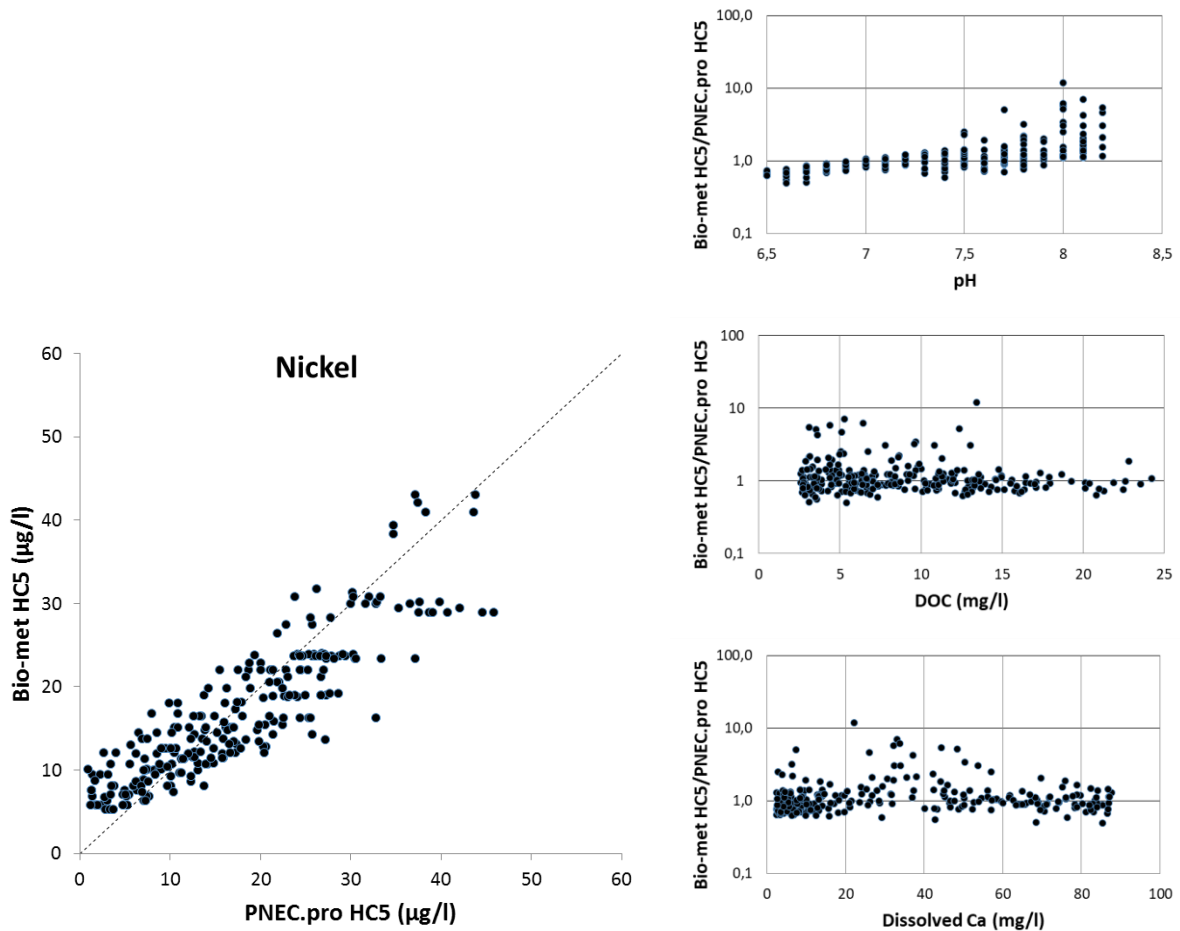 Nickel
Bio-met HC5 (µg/l)
60
50
40
30
20
10
0
0 10 20 30 40 50 60
PNEC.pro HC5 (µg/l)
Bio-met HC5/PNEC.pro HC5
100,0
10,0
1,0
0,1
6,5 7 7,5 8 8,5
pH
Bio-met HC5/PNEC.pro HC5
100
10
1
0,1
0 5 10 15 20 25
DOC (mg/l)
Bio-met HC5/PNEC.pro HC5
100,0
10,0
1,0
0,1
0 20 40 60 80 100
Dissolved Ca (mg/l)